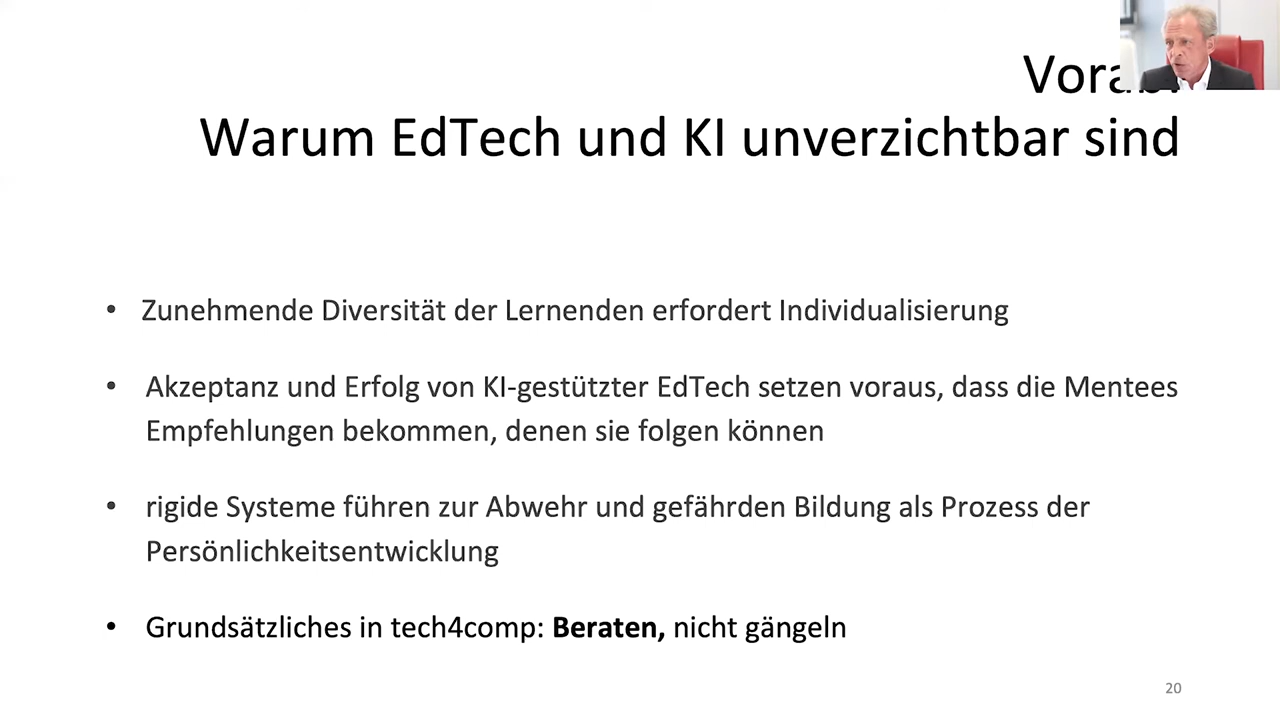 Warum EdTech und KI unverzichtbar sind
• Zunehmende Diversität der Lernenden erfordert Individualisierung
• Akzeptanz und Erfolg von KI-gestützter EdTech setzen voraus, dass die Mentees
Empfehlungen bekommen, denen sie folgen können
• rigide Systeme führen zur Abwehr und gefährden Bildung als Prozess der
Persönlichkeitsentwicklung
• Grundsätzliches in tech4comp: Beraten, nicht gängeln
20